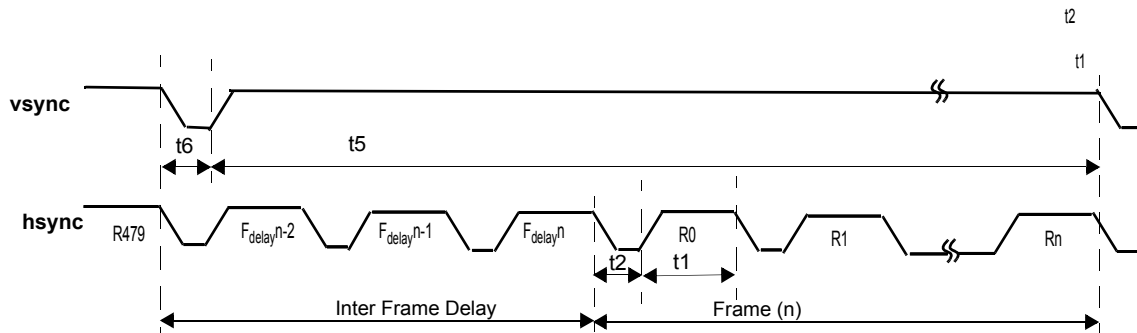 t2
t1
vsync
t6 t5
hsync
R479 Fdelayn-2 Fdelayn-1 Fdelayn R0 R1 Rn
t2 t1
Inter Frame Delay Frame (n)